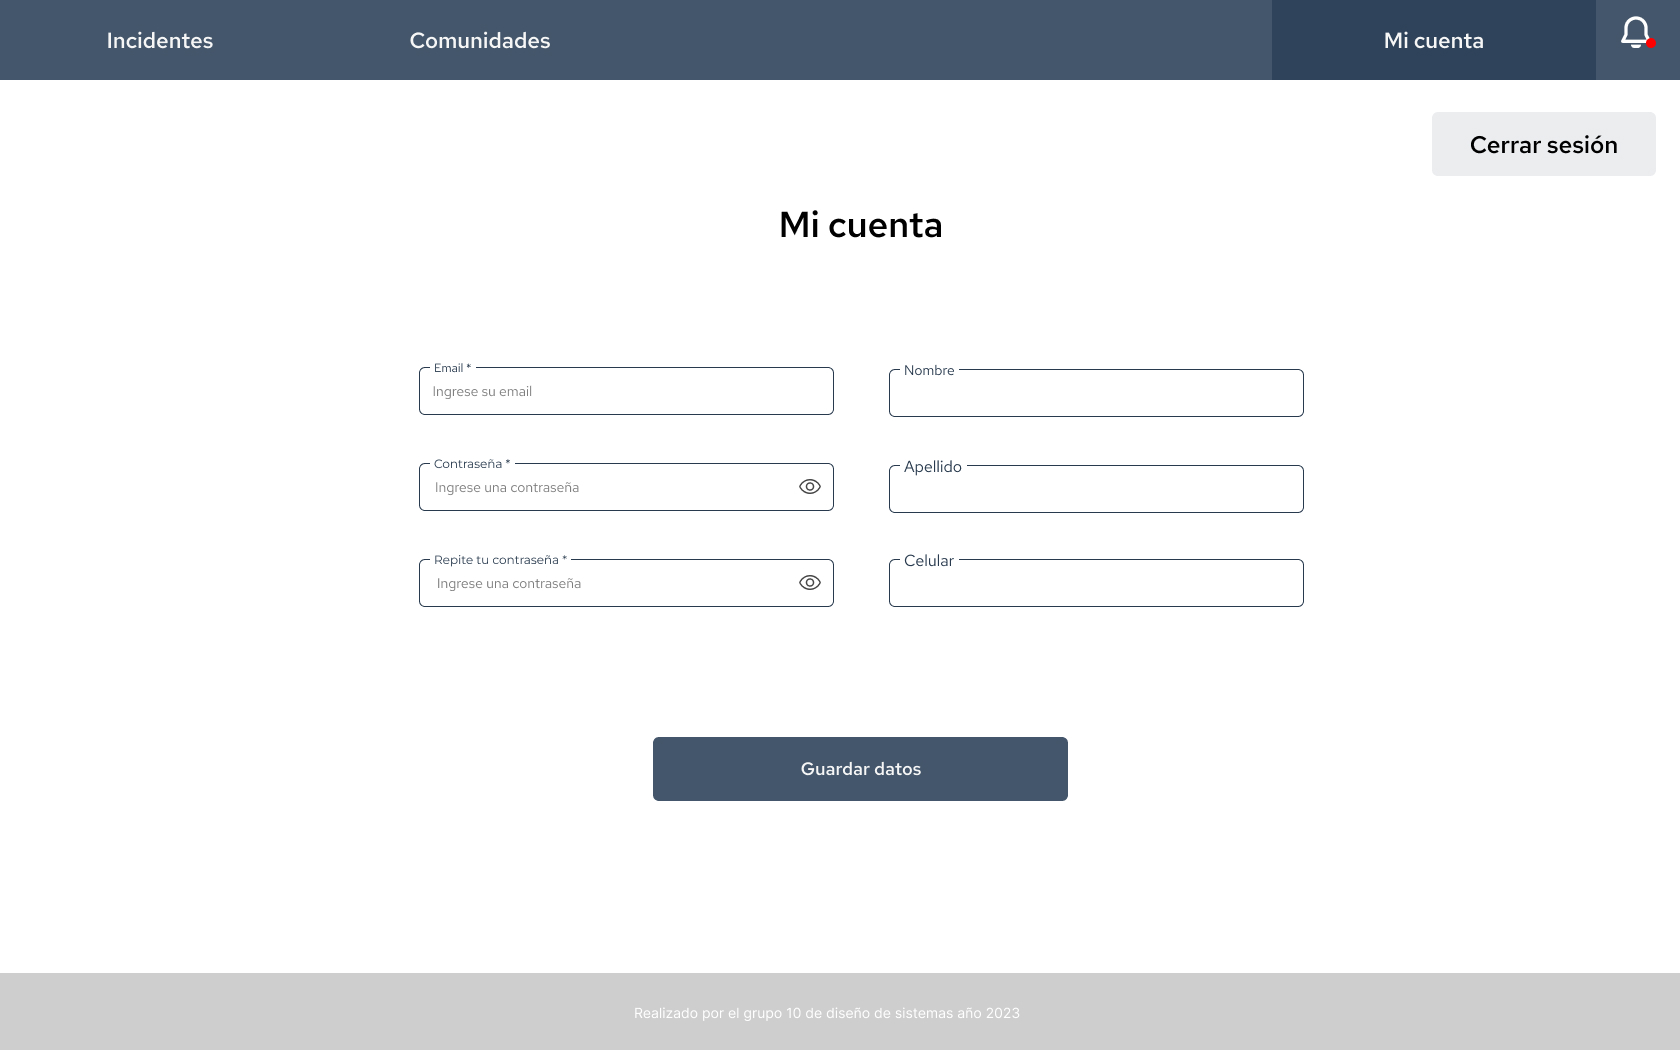 Incidentes
Comunidades
Mi cuenta
Cerrar sesión
Mi cuenta
Email *
Ingrese su email
Nombre
Contraseña *
Ingrese una contraseña
Apellido
Repite tu contraseña *
Ingrese una contraseña
Celular
Guardar datos
Realizado por el grupo 10 de diseño de sistemas año 2023